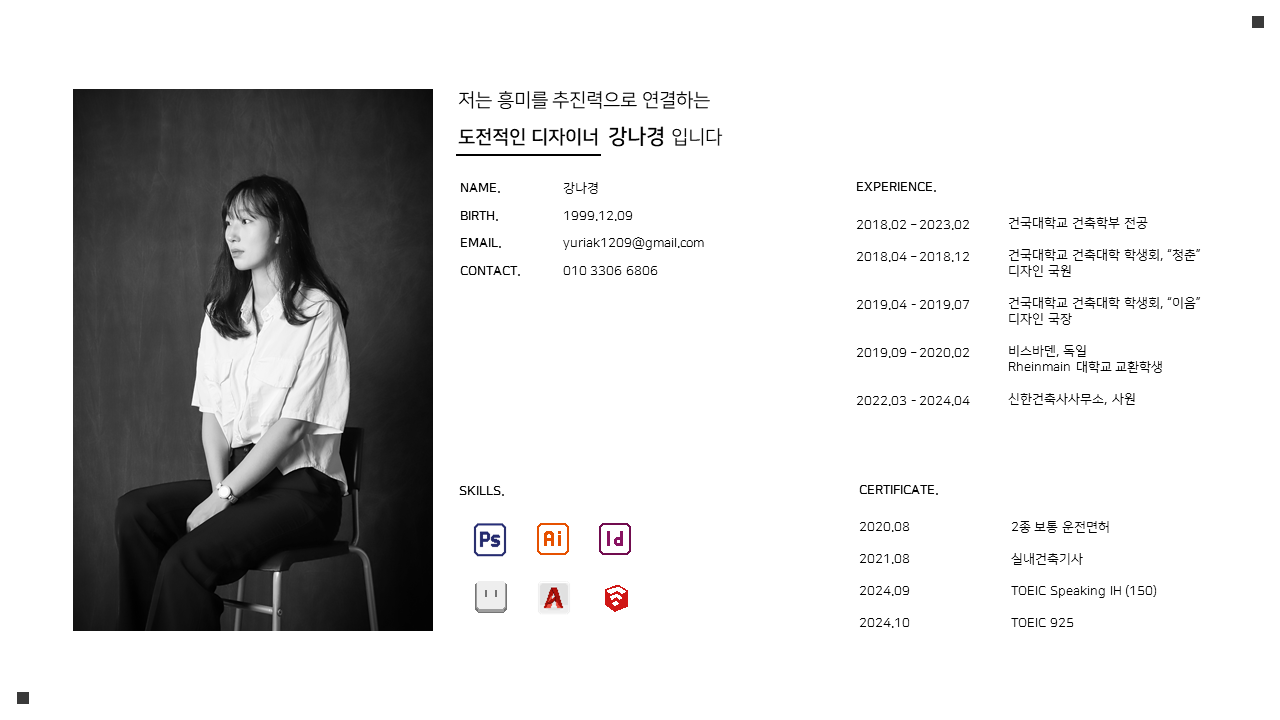 저는 흥미를 추진력으로 연결하는
도전적인 디자이너 강나경 입니다
NAME.
강나경
BIRTH.
1999.12.09
EMAIL.
yuriak1209@gmail.com
CONTACT.
010 3306 6806
EXPERIENCE.
2018.02 - 2023.02
건국대학교 건축학부 전공
2018.04 - 2018.12
건국대학교 건축대학 학생회, “청춘”
디자인 국원
2019.04 - 2019.07
건국대학교 건축대학 학생회, “이음”
디자인 국장
2019.09 - 2020.02
비스바덴, 독일
Rheinmain 대학교 교환학생
2022.03 - 2024.04
신한건축사사무소, 사원
SKILLS.
Ps
Ai
Id
A
CERTIFICATE.
2020.08
2종 보통 운전면허
2021.08
실내건축기사
2024.09
TOEIC Speaking IH (150)
2024.10
TOEIC 925